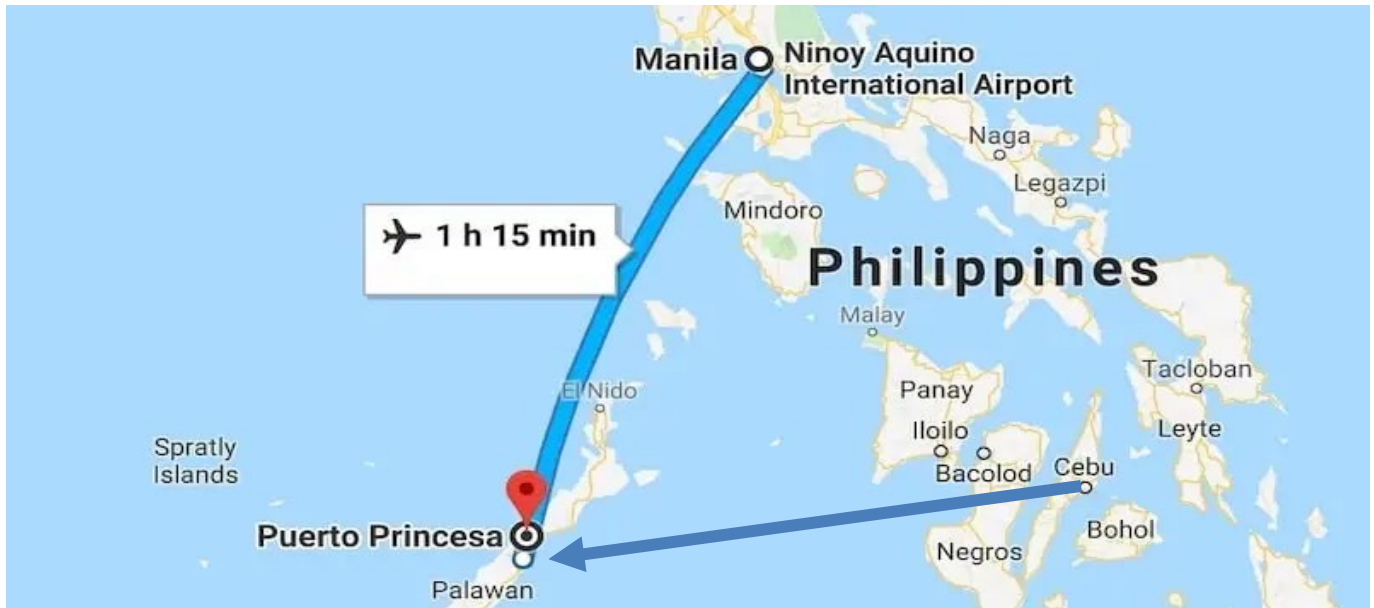 Manila
Ninoy Aquino
International Airport
Naga
Legazpi
Mindoro
1 h 15 min
Philippines
Malay
Tacloban
El Nido
Panay
Iloilo
Leyte
Spratly
Islands
Bacolod
Cebu
Puerto Princesa
Bohol
Negros
Palawan